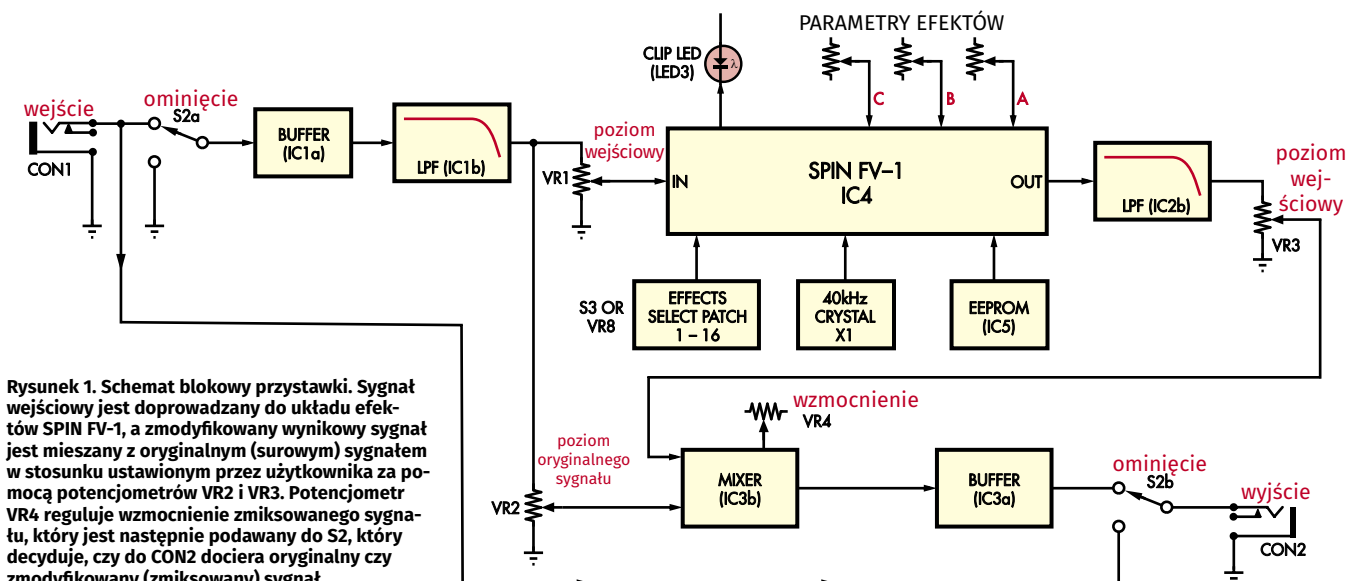 PARAMETRY EFEKTÓW
CLIP LED
(LED3)
C
B
A
wejście
CON1
ominięcie
S2a
BUFFER
(IC1a)
LPF (IC1b)
poziom
wejściowy
VR1
IN
SPIN FV–1
IC4
OUT
LPF (IC2b)
poziom
wej-
ściowy
VR3
S3 OR
VR8
EFFECTS
SELECT PATCH
1 – 16
40kHz
CRYSTAL
X1
EEPROM
(IC5)
Rysunek 1. Schemat blokowy przystawki. Sygnał
wejściowy jest doprowadzany do układu efek-
tów SPIN FV-1, a zmodyfikowany wynikowy sygnał
jest mieszany z oryginalnym (surowym) sygnałem
w stosunku ustawionym przez użytkownika za po-
mocą potencjometrów VR2 i VR3. Potencjometr
VR4 reguluje wzmocnienie zmiksowanego sygna-
łu, który jest następnie podawany do S2, który
decyduje, czy do CON2 dociera oryginalny czy
zmodyfikowany (zmiksowany) sygnał
poziom
oryginalnego
sygnału
VR2
wzmocnienie
VR4
MIXER
(IC3b)
BUFFER
(IC3a)
ominięcie
S2b
wyjście
CON2